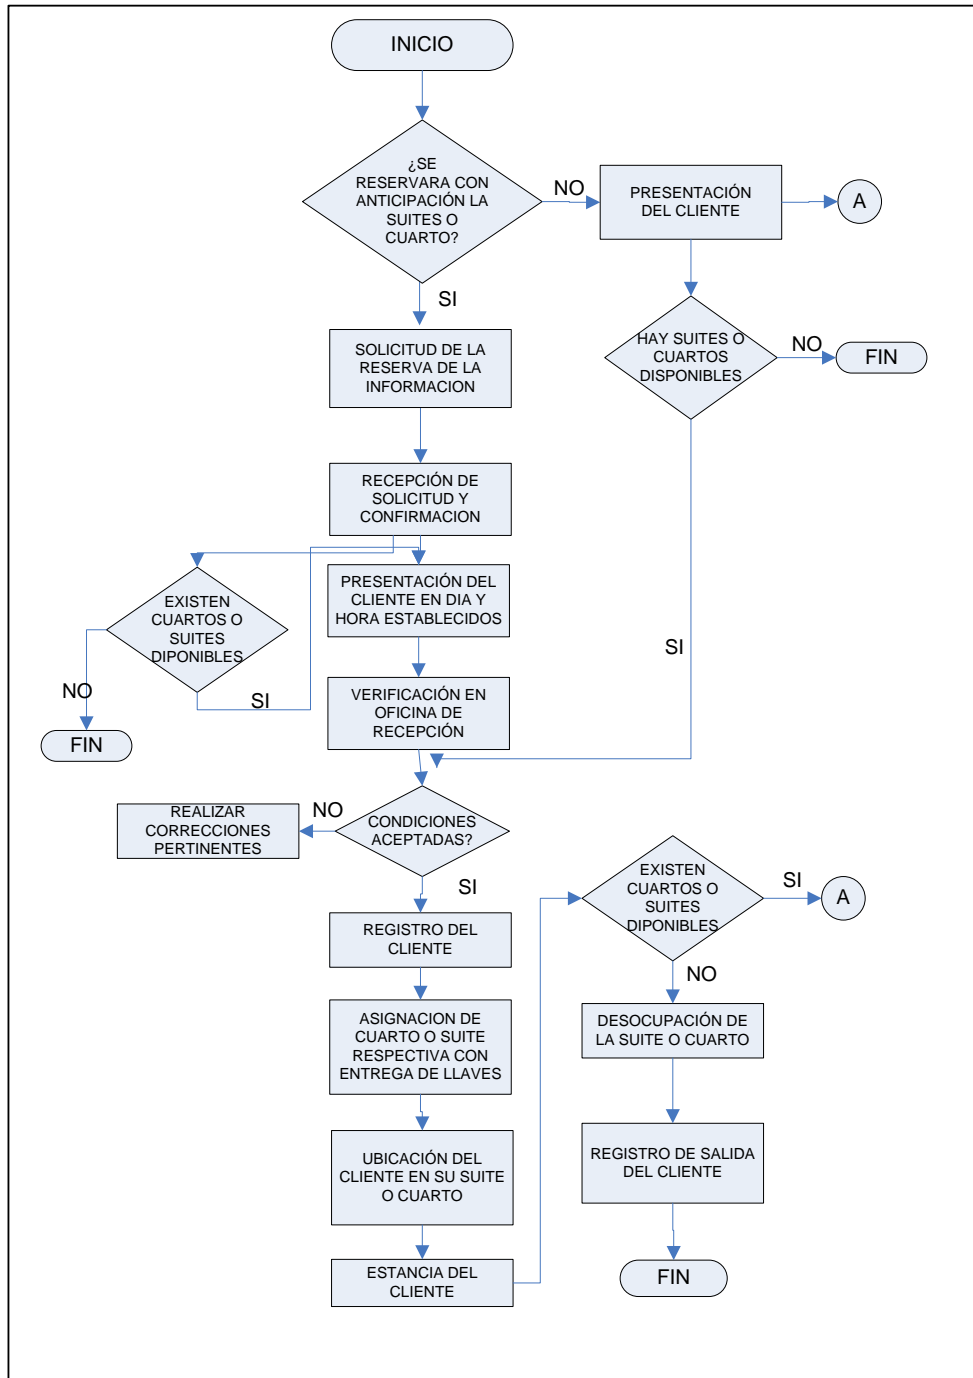 INICIO
¿SE
RESERVARA CON
ANTICIPACIÓN LA
SUITES O
CUARTO?
NO
PRESENTACIÓN
DEL CLIENTE
A
SI
HAY SUITES O
CUARTOS
DISPONIBLES
NO
FIN
SOLICITUD DE LA
RESERVA DE LA
INFORMACION
RECEPCIÓN DE
SOLICITUD Y
CONFIRMACION
EXISTEN
CUARTOS O
SUITES
DIPONIBLES
NO
FIN
SI
PRESENTACIÓN DEL
CLIENTE EN DIA Y
HORA ESTABLECIDOS
SI
VERIFICACIÓN EN
OFICINA DE
RECEPCIÓN
CONDICIONES
ACEPTADAS?
NO
REALIZAR
CORRECCIONES
PERTINENTES
SI
REGISTRO DEL
CLIENTE
ASIGNACION DE
CUARTO O SUITE
RESPECTIVA CON
ENTREGA DE LLAVES
UBICACIÓN DEL
CLIENTE EN SU SUITE
O CUARTO
ESTANCIA DEL
CLIENTE
EXISTEN
CUARTOS O
SUITES
DIPONIBLES
SI
A
NO
DESOCUPACIÓN DE
LA SUITE O CUARTO
REGISTRO DE SALIDA
DEL CLIENTE
FIN